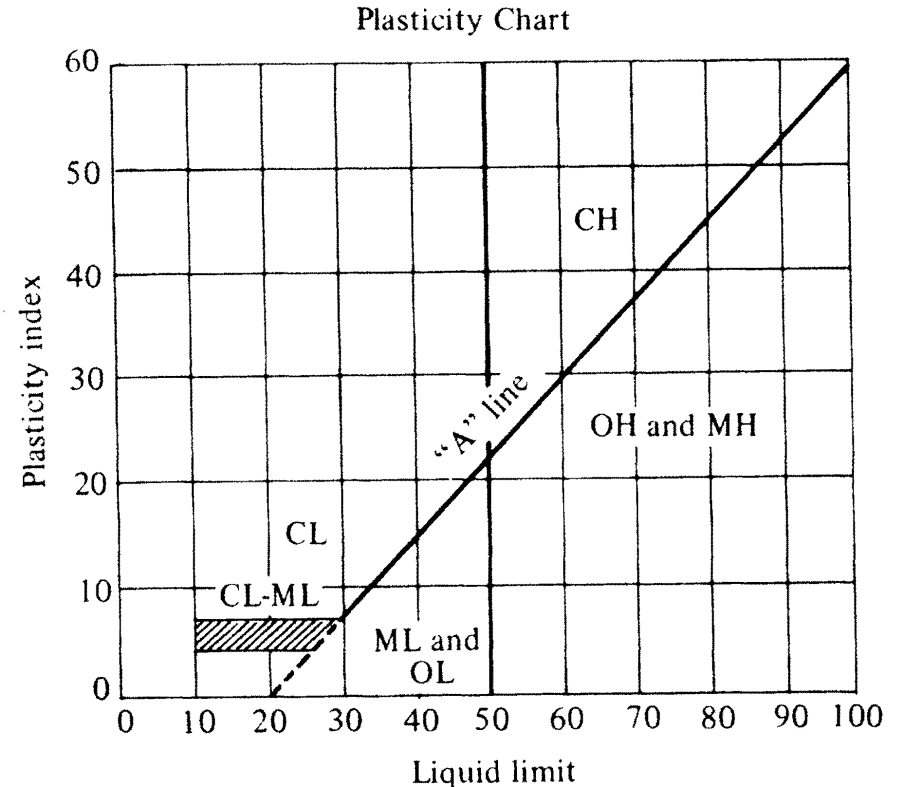 Plasticity Chart
60
50
40
30
20
10
0
Plasticity index
CH
"A" line
OH and MH
CL
CL-ML
ML and
OL
0 10 20 30 40 50 60 70 80 90 100
Liquid limit